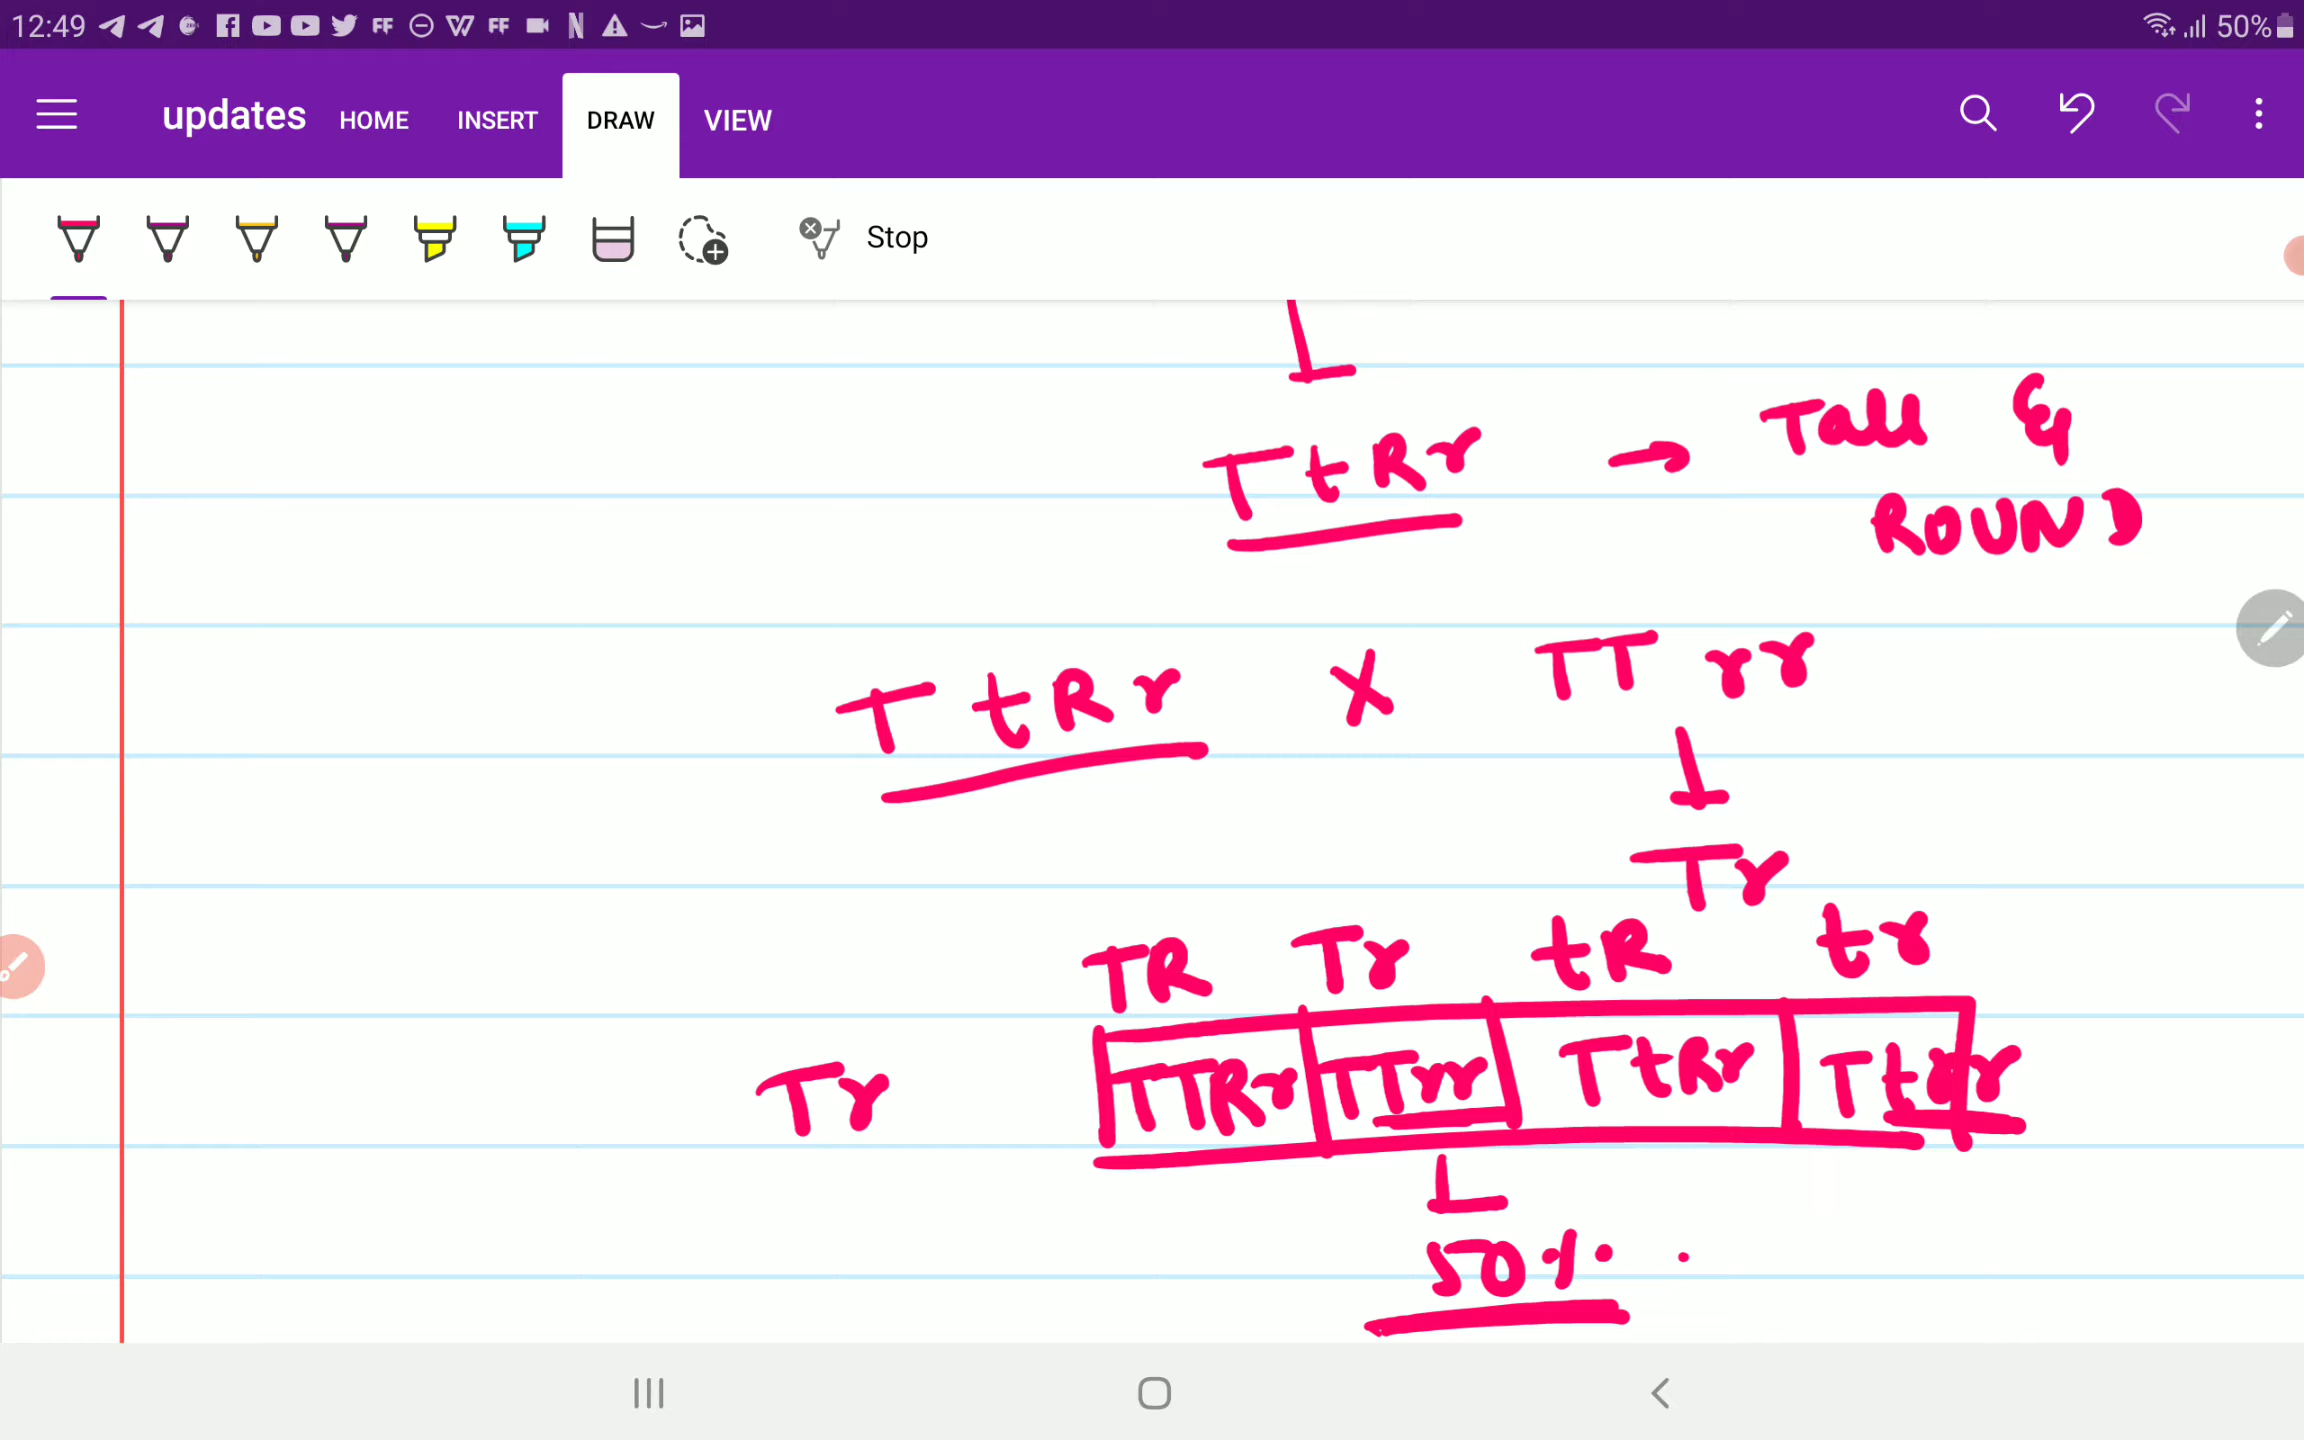 12:49 50%
updates HOME INSERT DRAW VIEW
Stop
TtRr → Tall &
ROUND
TtRr X TTrr
Tr
TR Tr tR tr
Tr TTRr TTrr TtRr Ttrr
50%.